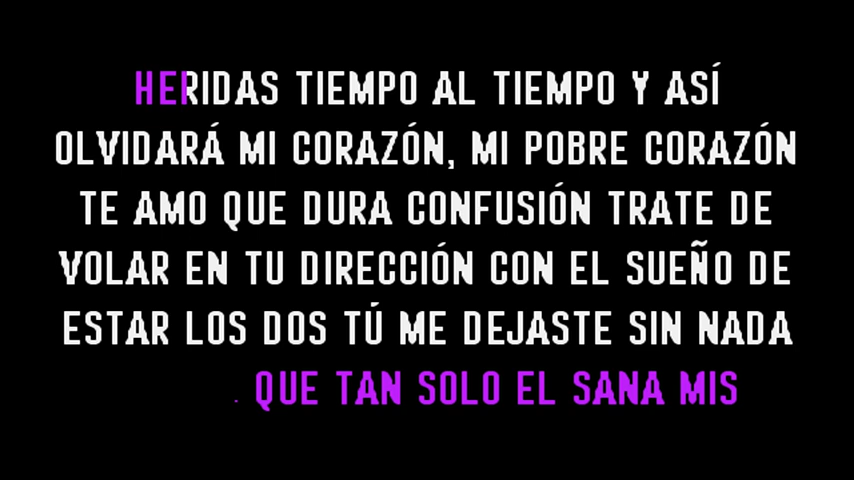 HERIDAS TIEMPO AL TIEMPO Y ASÍ
OLVIDARÁ MI CORAZÓN, MI POBRE CORAZÓN
TE AMO QUE DURA CONFUSIÓN TRATE DE
VOLAR EN TU DIRECCIÓN CON EL SUEÑO DE
ESTAR LOS DOS TÚ ME DEJASTE SIN NADA
. QUE TAN SOLO EL SANA MIS